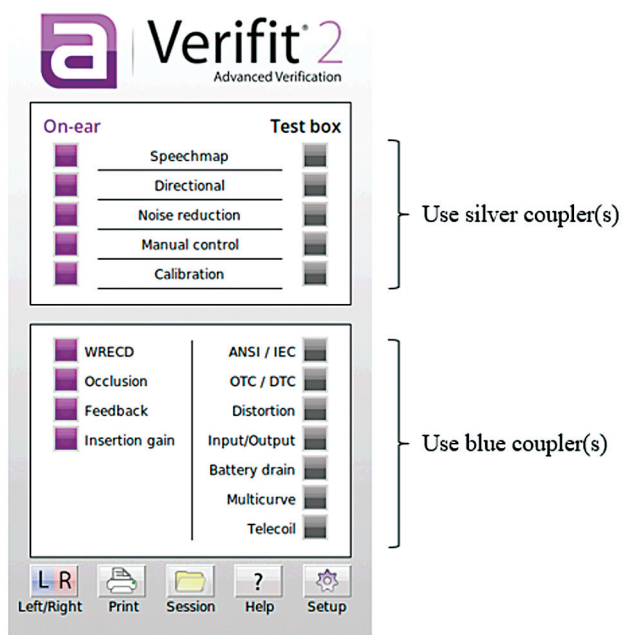 a Verifit® 2
Advanced Verification
On-ear Test box
Speechmap
Directional
Noise reduction
Manual control
Calibration
Use silver coupler(s)
WRECD ANSI / IEC
Occlusion OTC / DTC
Feedback Distortion
Insertion gain Input/Output
Battery drain
Multicurve
Telecoil
Use blue coupler(s)
L R ?
Left/Right Print Session Help Setup